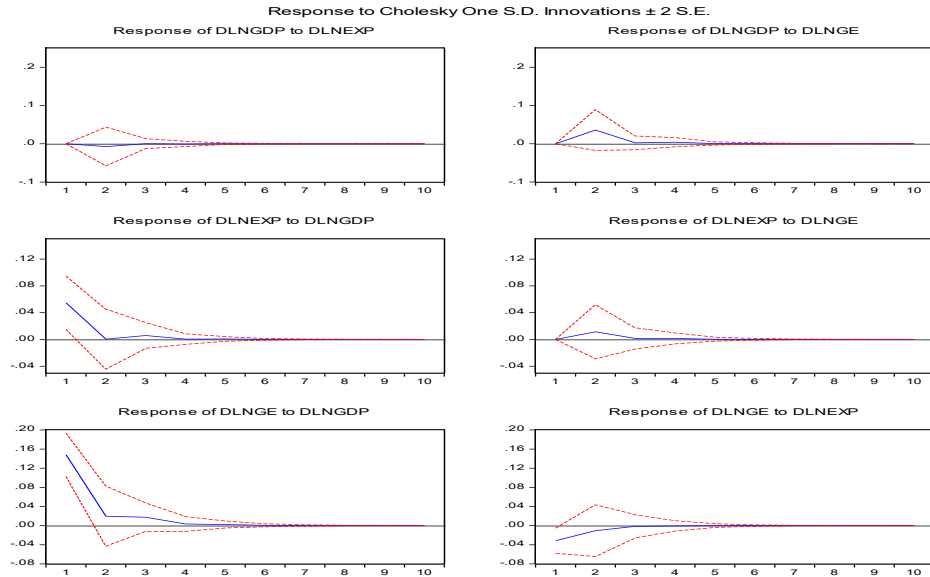 Response to Cholesky One S.D. Innovations ± 2 S.E.
Response of DLNGDP to DLNEXP
.2
.1
.0
-.1
1 2 3 4 5 6 7 8 9 10
Response of DLNGDP to DLNGE
.2
.1
.0
-.1
1 2 3 4 5 6 7 8 9 10
Response of DLNEXP to DLNGDP
.12
.08
.04
.00
-.04
1 2 3 4 5 6 7 8 9 10
Response of DLNEXP to DLNGE
.12
.08
.04
.00
-.04
1 2 3 4 5 6 7 8 9 10
Response of DLNGE to DLNGDP
.20
.16
.12
.08
.04
.00
-.04
-.08
1 2 3 4 5 6 7 8 9 10
Response of DLNGE to DLNEXP
.20
.16
.12
.08
.04
.00
-.04
-.08
1 2 3 4 5 6 7 8 9 10